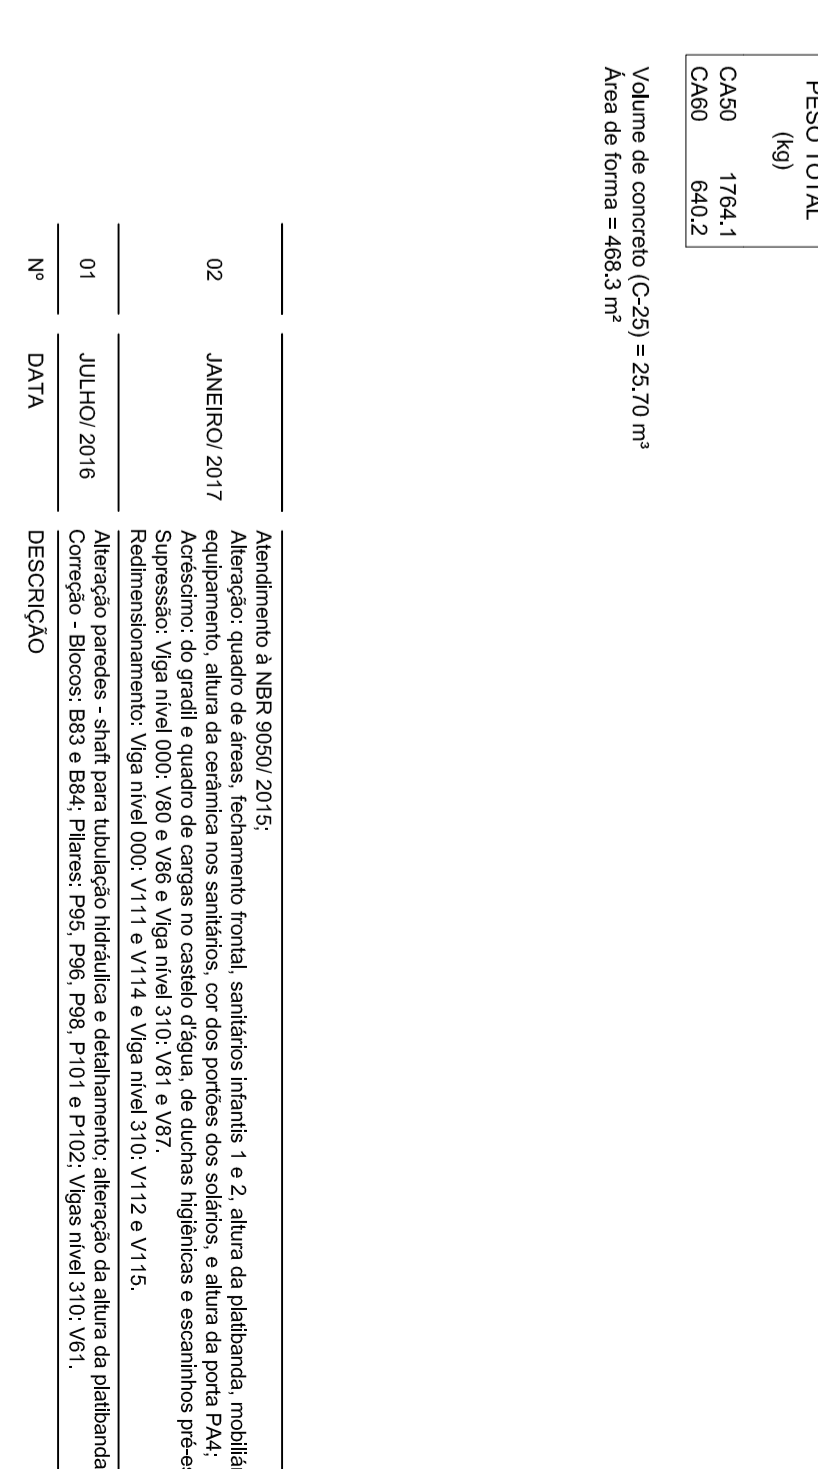 PESO TOTAL
(kg)
CA50 1764.1
CA60 640.2
Volume de concreto (C-25) = 25.70 m³
Área de forma = 468.3 m²
Atendimento à NBR 9050/ 2015;
Alteração: quadro de áreas, fechamento frontal, sanitários infantis 1 e 2, altura da platibanda, mobiliár
02 JANEIRO/ 2017 equipamento, altura da cerâmica nos sanitários, cor dos portões dos solários, e altura da porta PA4;
Acréscimo: do gradil e quadro de cargas no castelo d'água, de duchas higiênicas e escaninhos pré-es
Supressão: Viga nível 000: V80 e V86 e Viga nível 310: V81 e V87.
Redimensionamento: Viga nível 000: V111 e V114 e Viga nível 310: V112 e V115.
01 JULHO/ 2016 Alteração paredes - shaft para tubulação hidráulica e detalhamento; alteração da altura da platibanda
Correção - Blocos: B83 e B84; Pilares: P95, P96, P98, P101 e P102; Vigas nível 310: V61.
Nº DATA DESCRIÇÃO